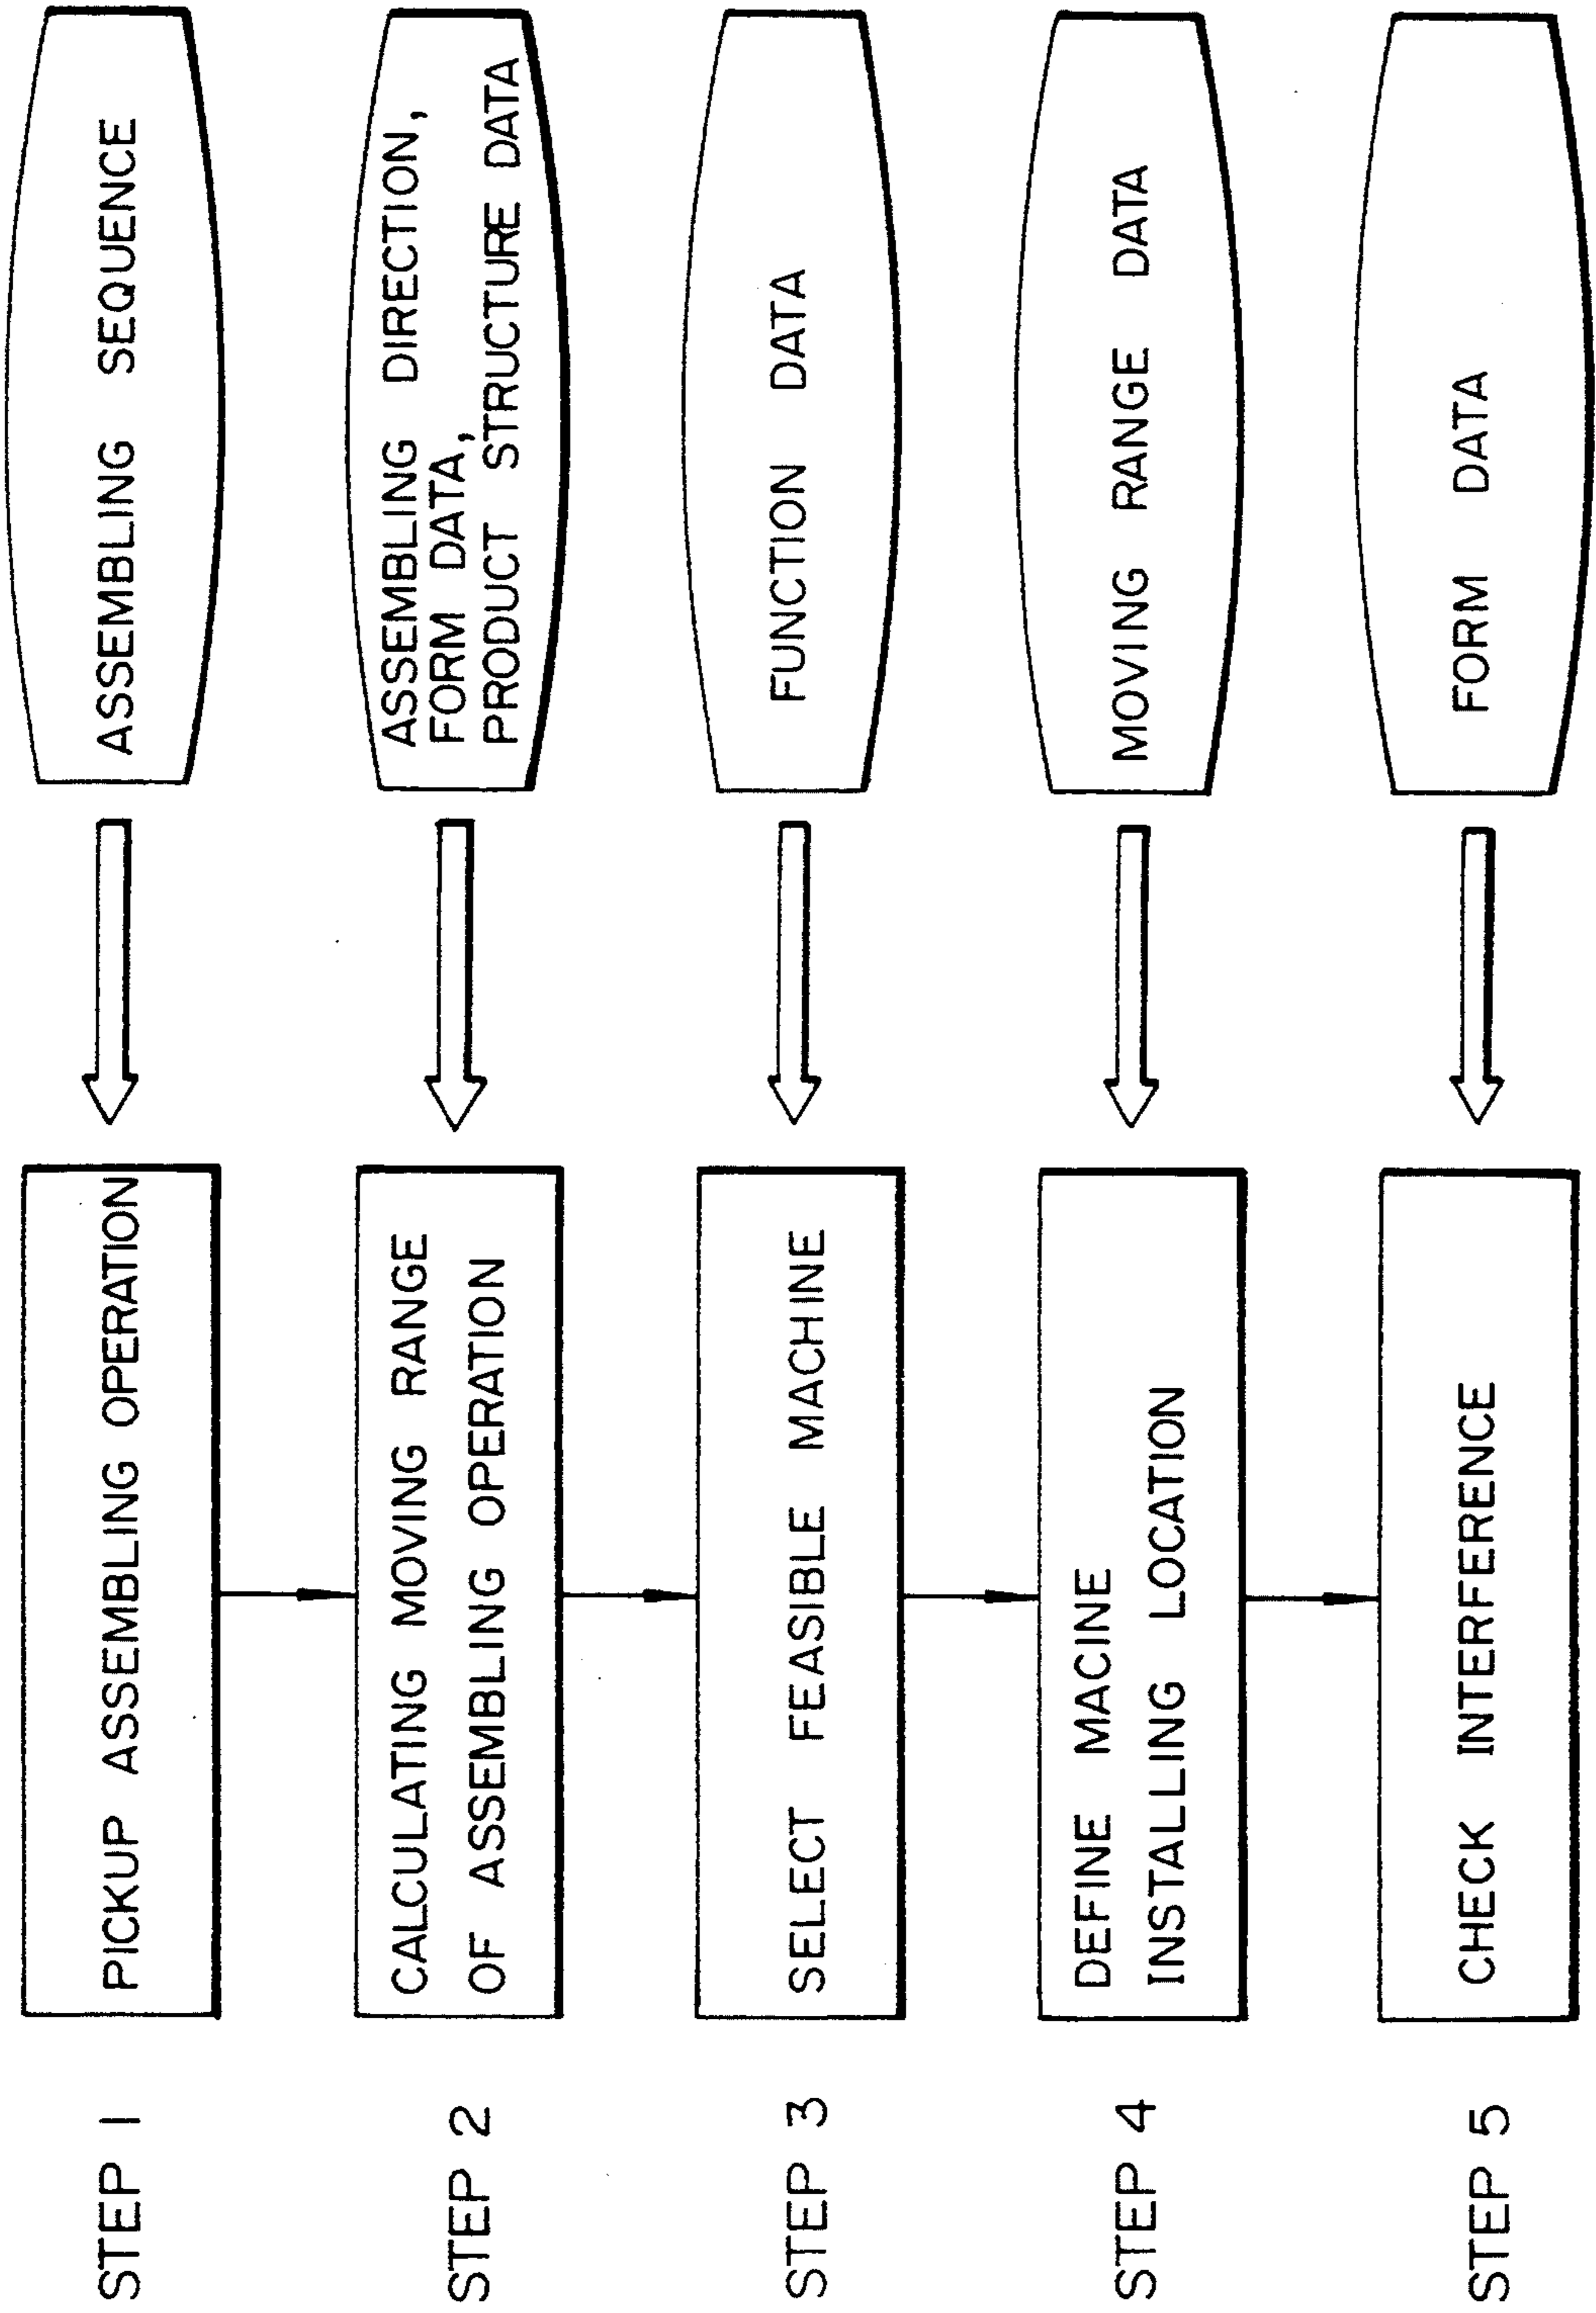 STEP 1
PICKUP ASSEMBLING OPERATION
ASSEMBLING SEQUENCE
STEP 2
CALCULATING MOVING RANGE
OF ASSEMBLING OPERATION
ASSEMBLING DIRECTION,
FORM DATA,
PRODUCT STRUCTURE DATA
STEP 3
SELECT FEASIBLE MACHINE
FUNCTION DATA
STEP 4
DEFINE MACINE
INSTALLING LOCATION
MOVING RANGE DATA
STEP 5
CHECK INTERFERENCE
FORM DATA